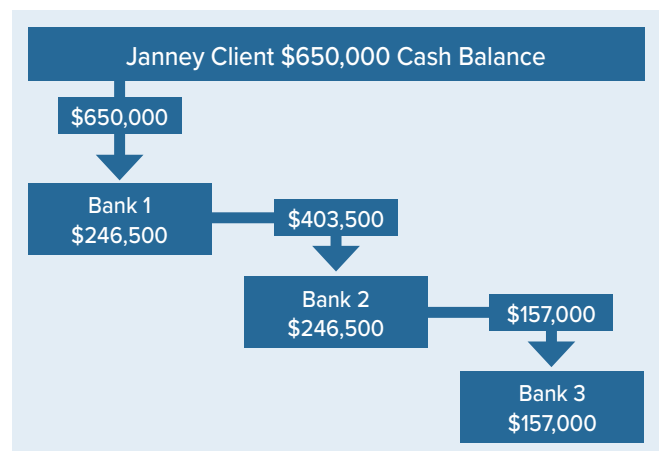 Janney Client $650,000 Cash Balance
$650,000
Bank 1
$246,500
$403,500
Bank 2
$246,500
$157,000
Bank 3
$157,000